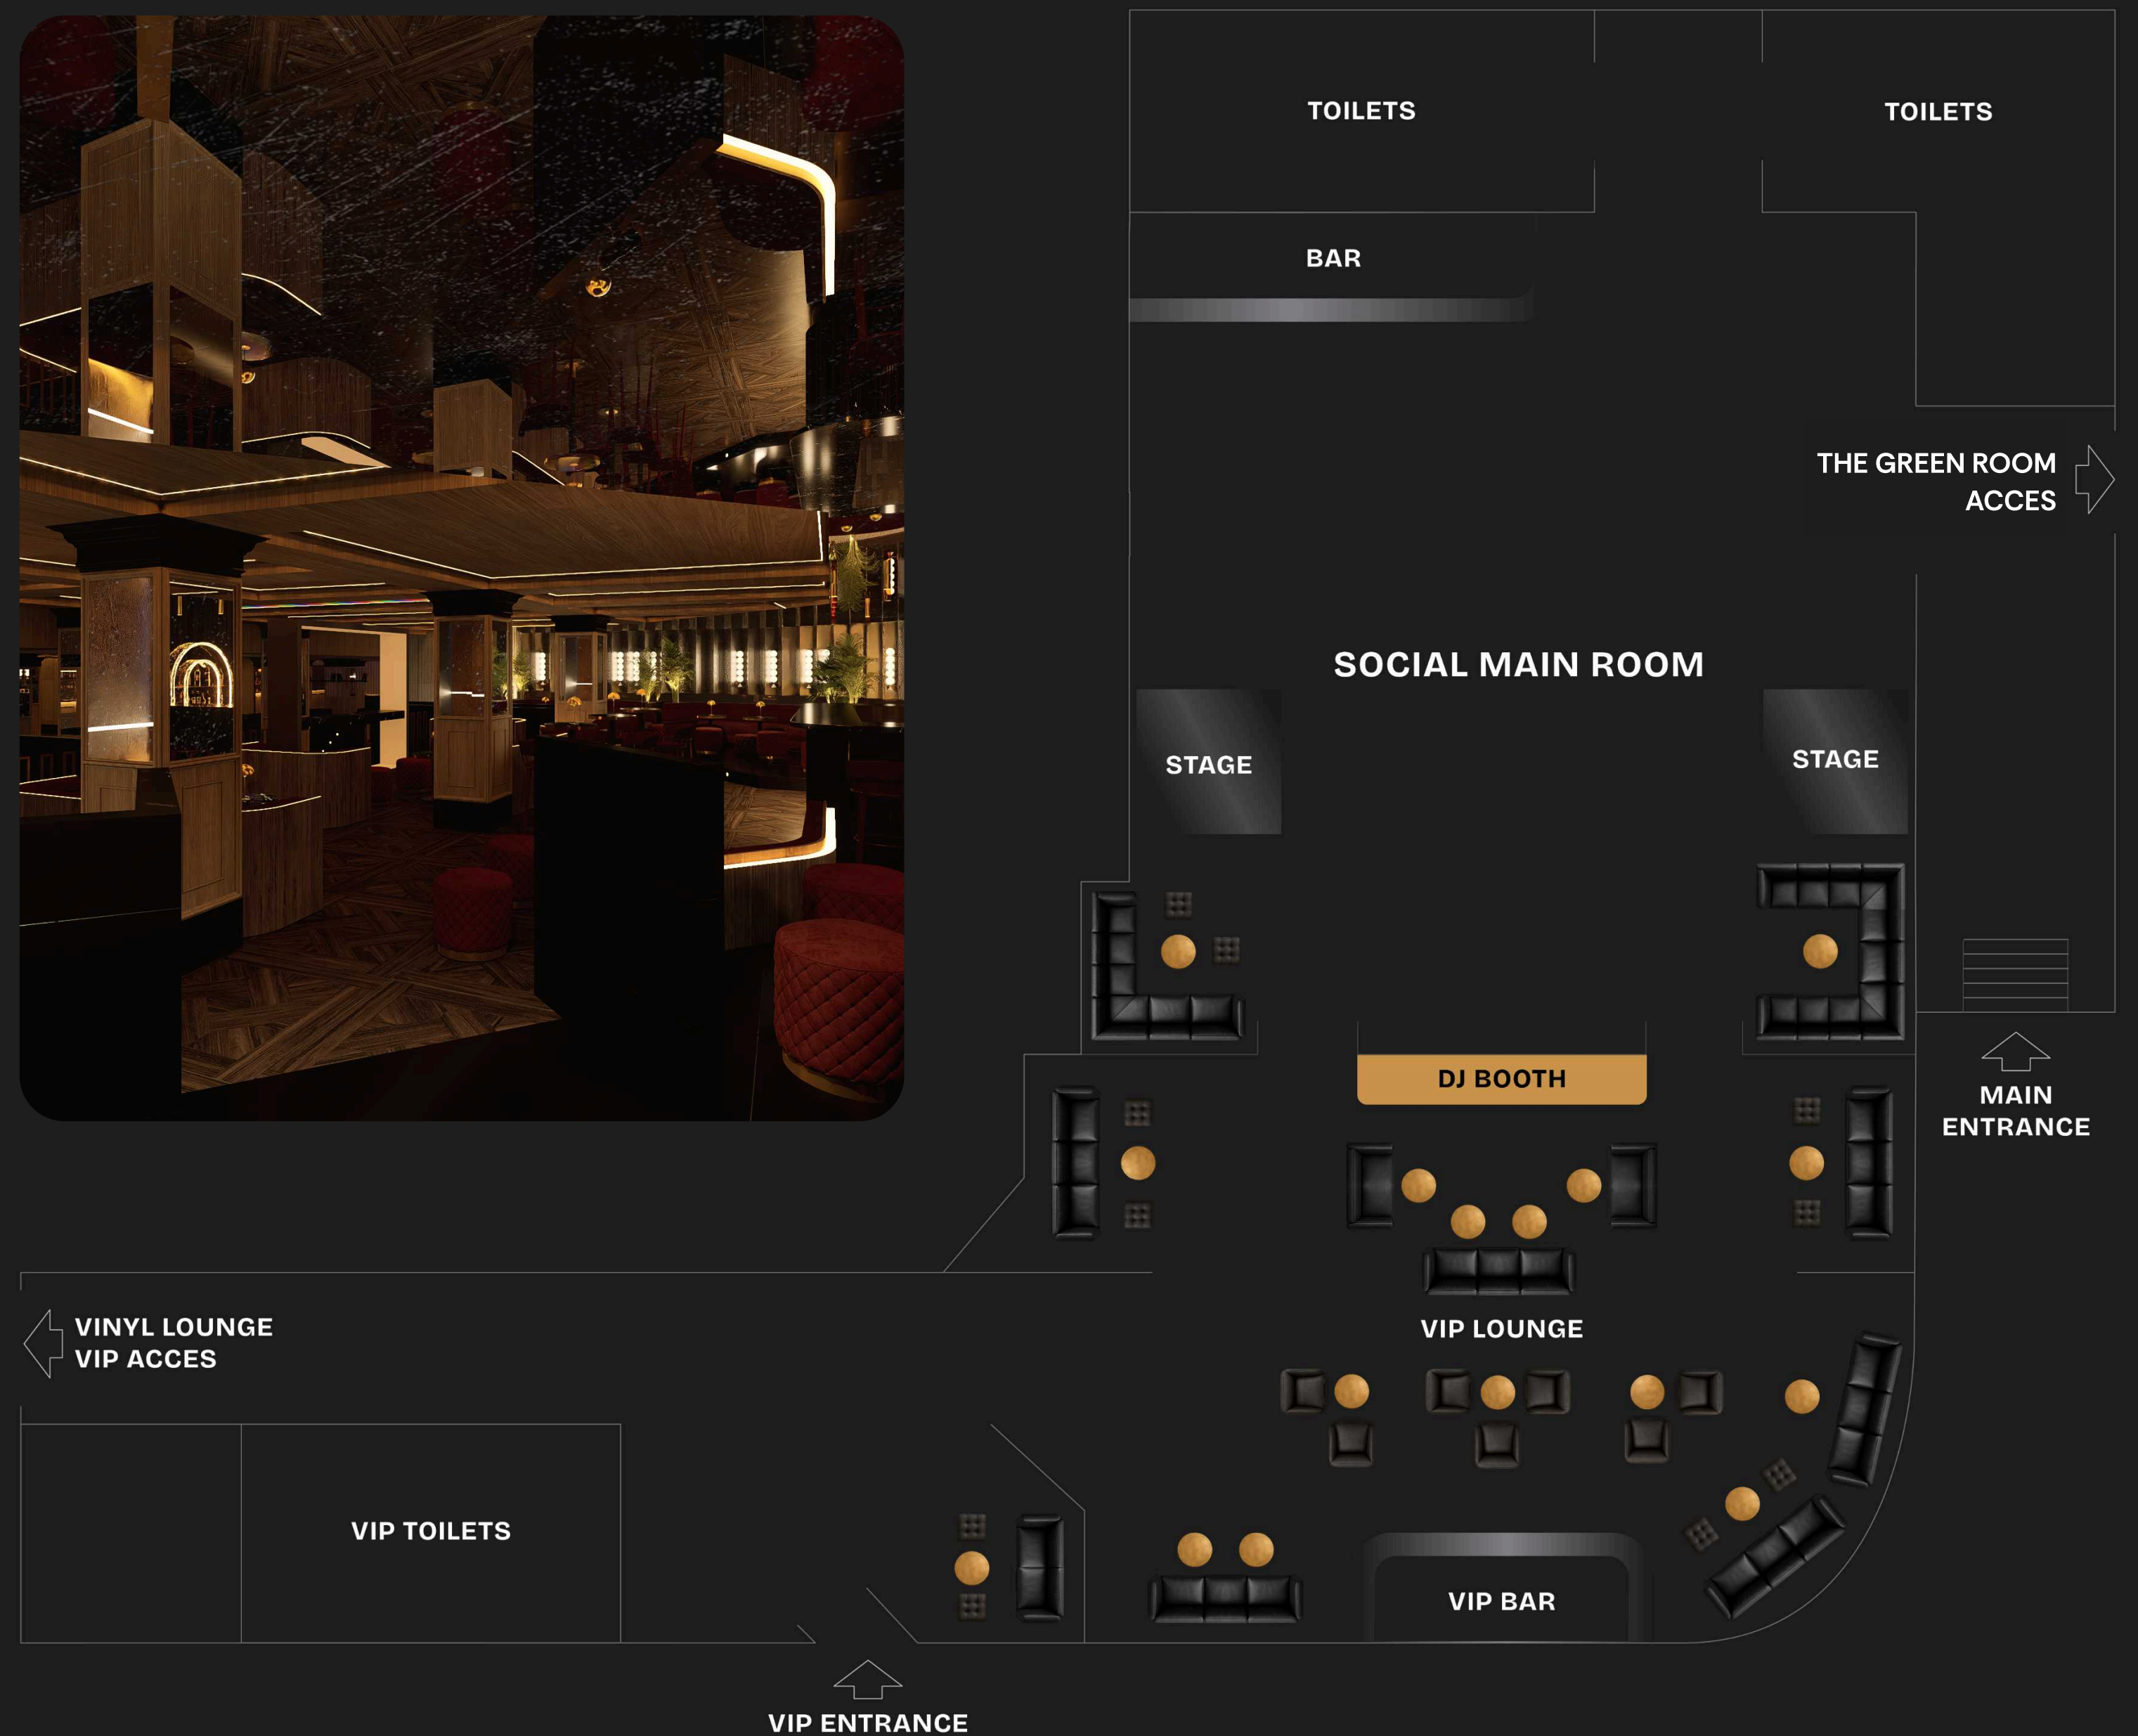 TOILETS
TOILETS
BAR
THE GREEN ROOM
ACCES
SOCIAL MAIN ROOM
STAGE
STAGE
DJ BOOTH
MAIN
ENTRANCE
VINYL LOUNGE
VIP ACCES
VIP LOUNGE
VIP TOILETS
VIP BAR
VIP ENTRANCE